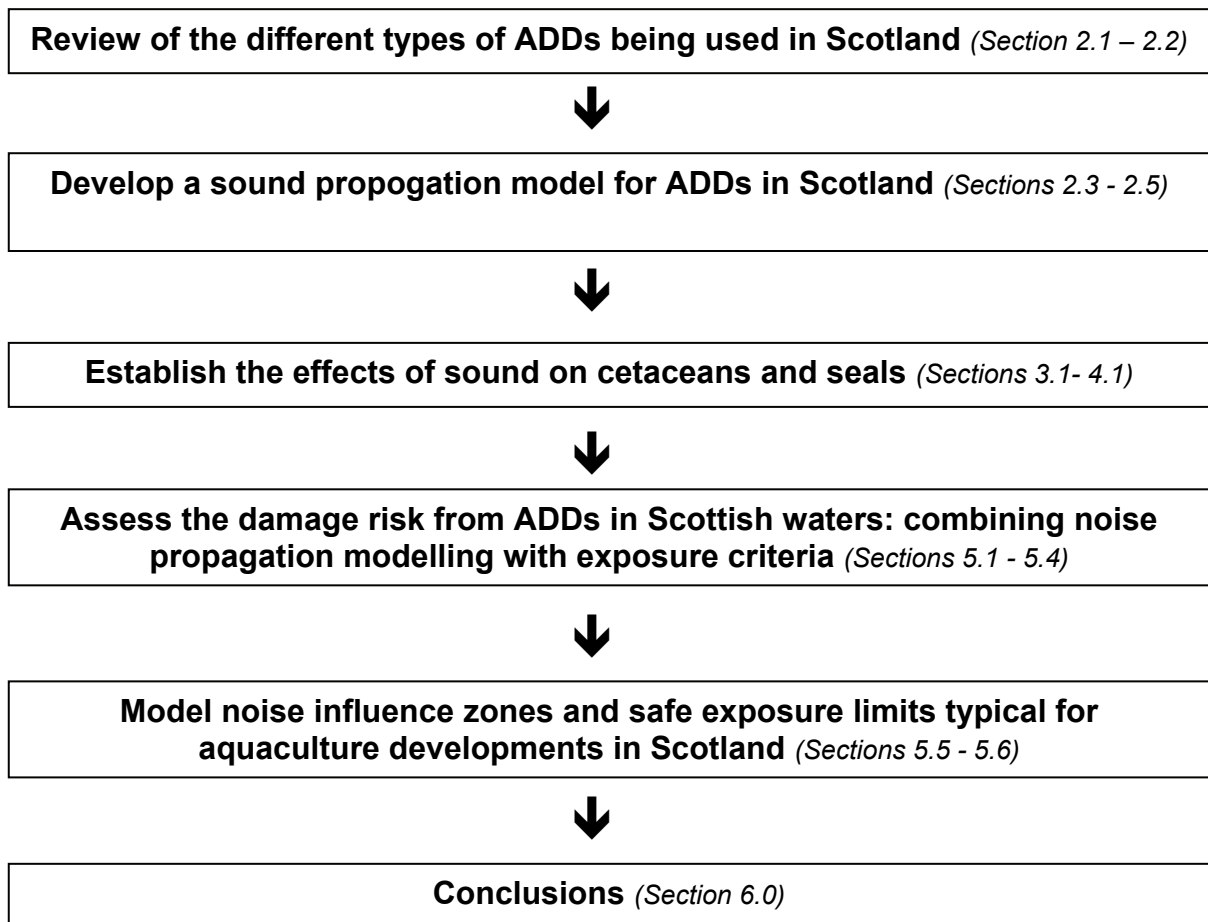 Review of the different types of ADDs being used in Scotland (Section 2.1 – 2.2)
Develop a sound propogation model for ADDs in Scotland (Sections 2.3 - 2.5)
Establish the effects of sound on cetaceans and seals (Sections 3.1- 4.1)
Assess the damage risk from ADDs in Scottish waters: combining noise
propagation modelling with exposure criteria (Sections 5.1 - 5.4)
Model noise influence zones and safe exposure limits typical for
aquaculture developments in Scotland (Sections 5.5 - 5.6)
Conclusions (Section 6.0)